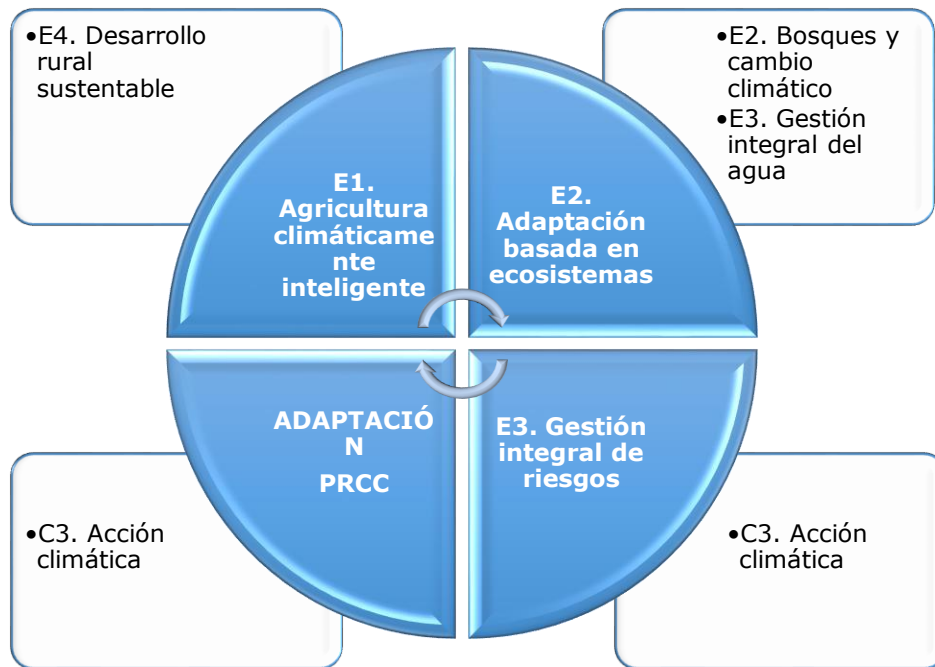 •E4. Desarrollo
rural
sustentable
•E2. Bosques y
cambio
climático
•E3. Gestión
integral del
agua
E1.
Agricultura
climáticame
nte
inteligente
E2.
Adaptación
basada en
ecosistemas
ADAPTACIÓ
N
PRCC
E3. Gestión
integral de
riesgos
•C3. Acción
climática
•C3. Acción
climática